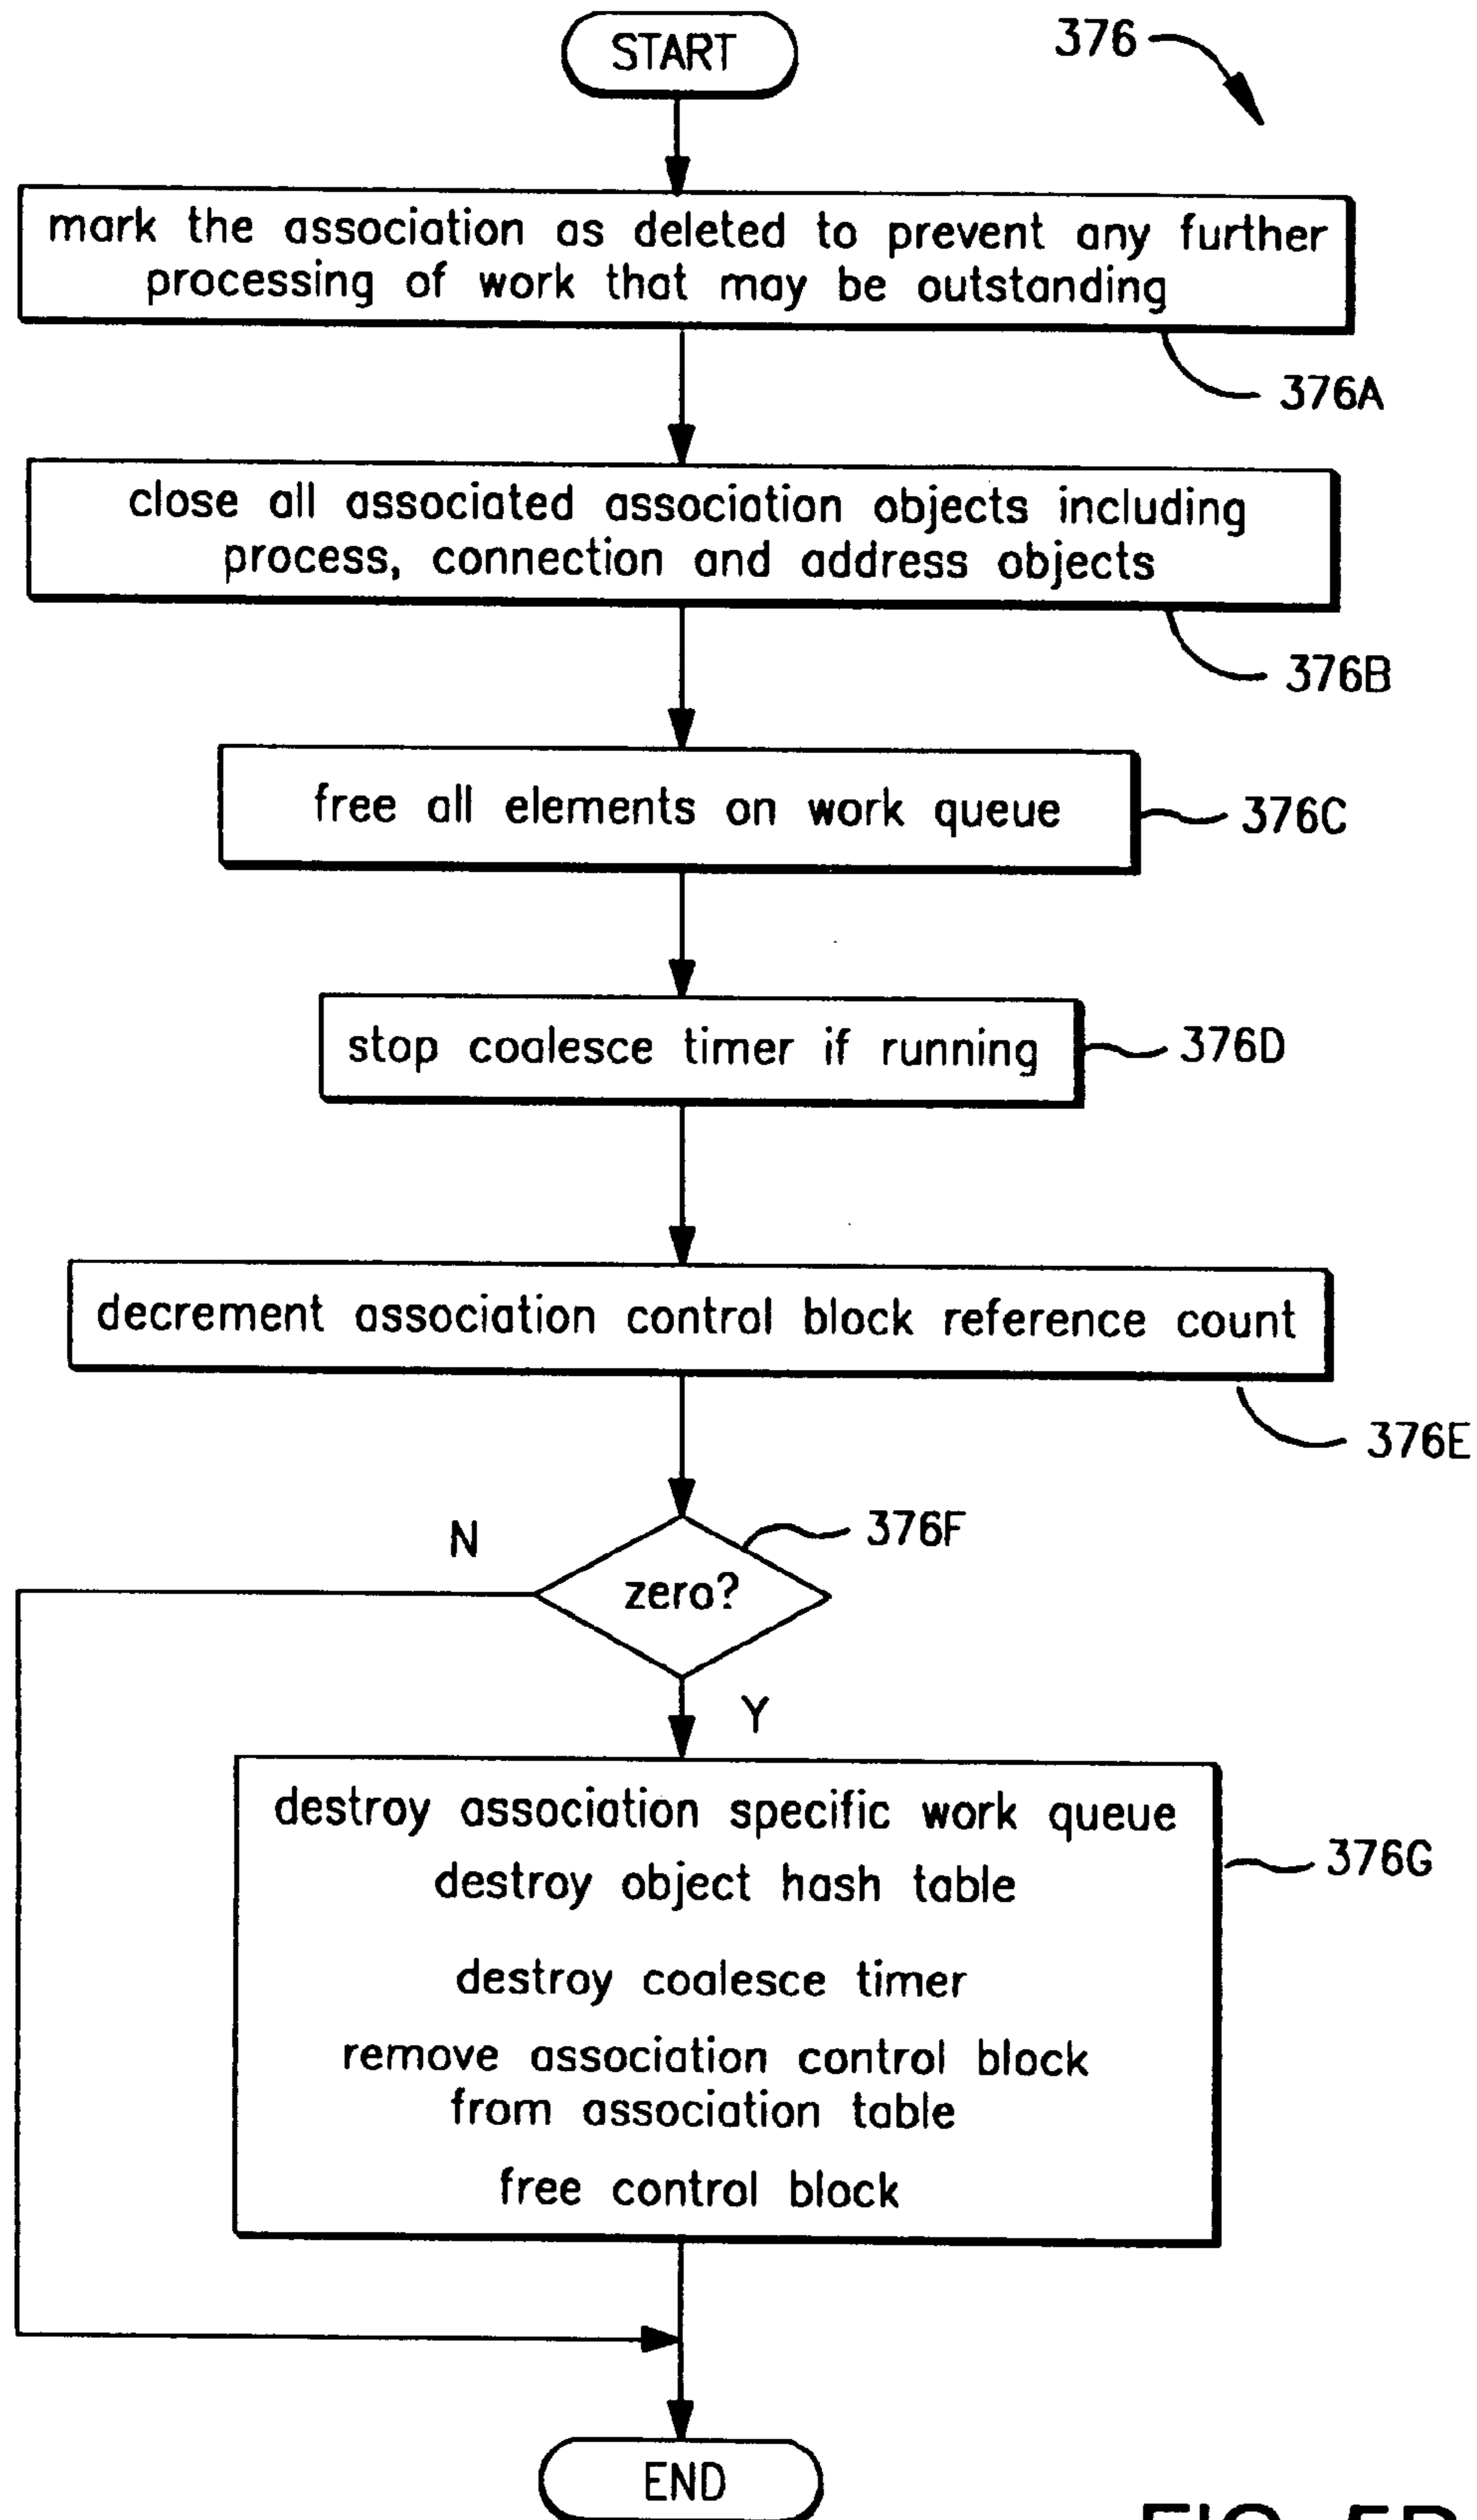 START
376
mark the association as deleted to prevent any further
processing of work that may be outstanding
376A
close all associated association objects including
process, connection and address objects
376B
free all elements on work queue
376C
stop coalesce timer if running
376D
decrement association control block reference count
376E
376F
N
zero?
Y
destroy association specific work queue
destroy object hash table
376G
destroy coalesce timer
remove association control block
from association table
free control block
END